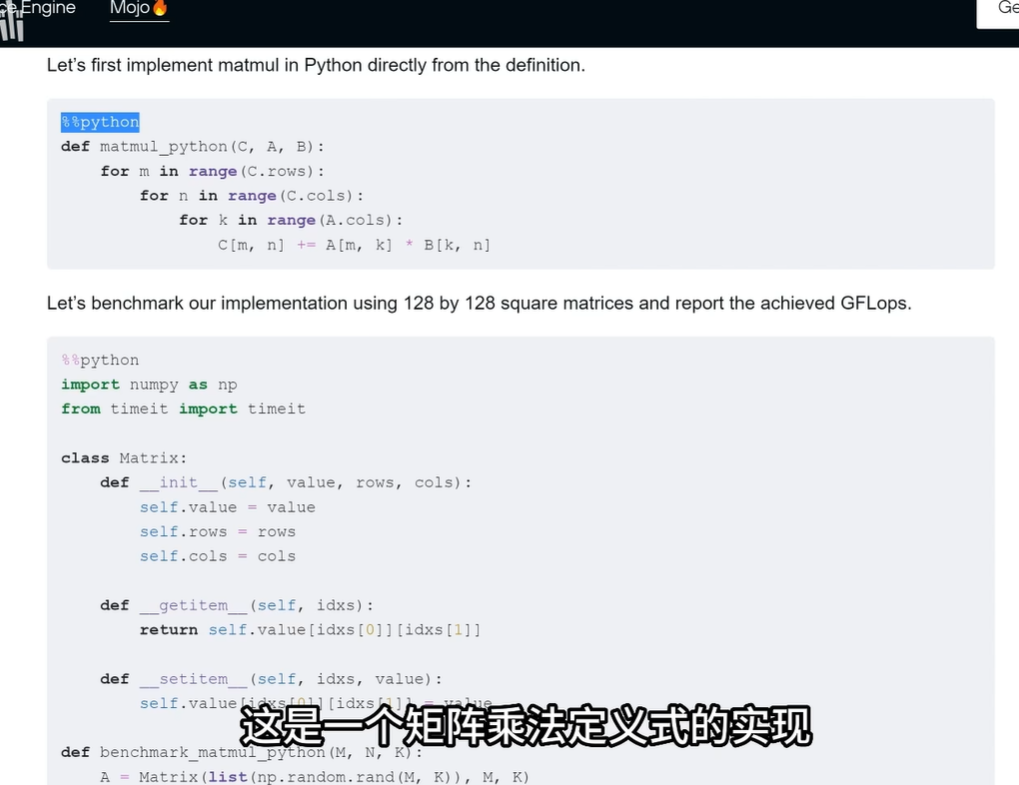 ce Engine Mojo🔥 Ge
Let's first implement matmul in Python directly from the definition.
%%python
def matmul_python(C, A, B):
    for m in range(C.rows):
        for n in range(C.cols):
            for k in range(A.cols):
                C[m, n] += A[m, k] * B[k, n]
Let's benchmark our implementation using 128 by 128 square matrices and report the achieved GFLops.
%%python
import numpy as np
from timeit import timeit
class Matrix:
    def __init__(self, value, rows, cols):
        self.value = value
        self.rows = rows
        self.cols = cols
    def __getitem__(self, idxs):
        return self.value[idxs[0]][idxs[1]]
    def __setitem__(self, idxs, value):
        self.value[idxs[0]][idxs[1]] = value
这是一个矩阵乘法定义式的实现
def benchmark_matmul_python(M, N, K):
    A = Matrix(list(np.random.rand(M, K)), M, K)